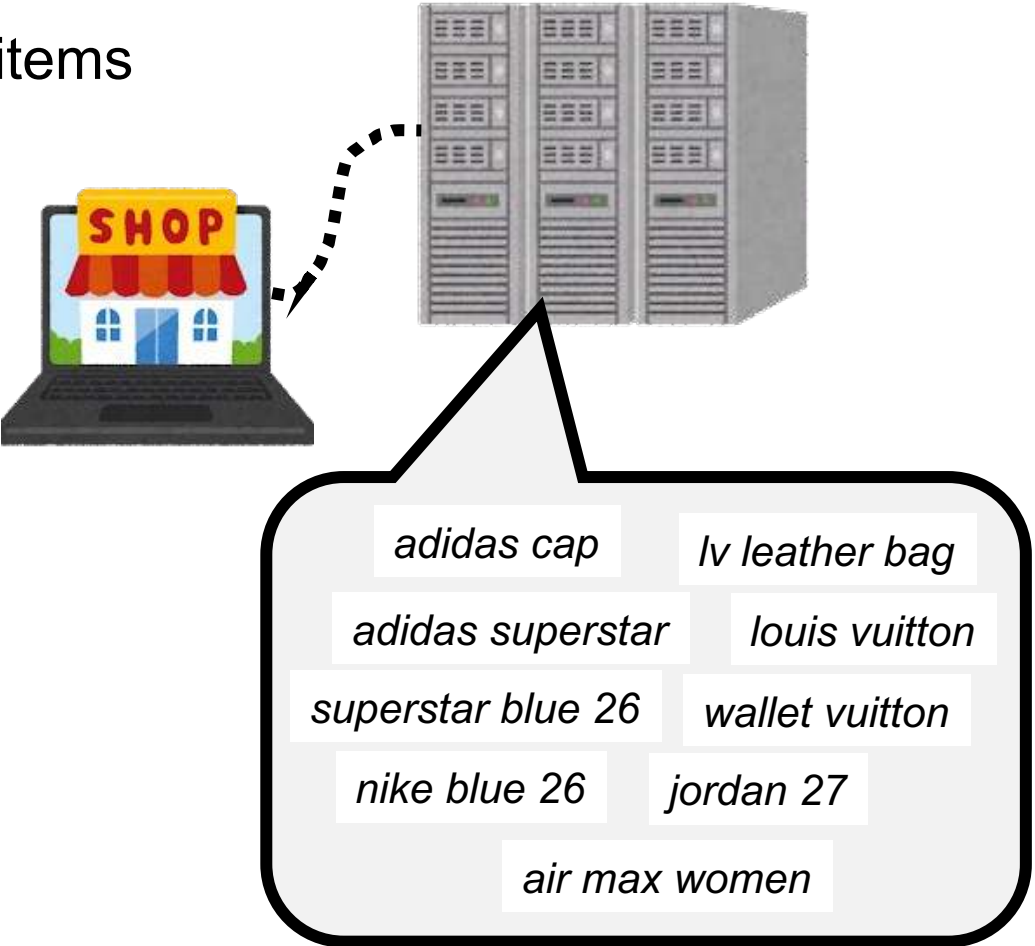 items
SHOP
adidas cap
lv leather bag
adidas superstar
louis vuitton
superstar blue 26
wallet vuitton
nike blue 26
jordan 27
air max women